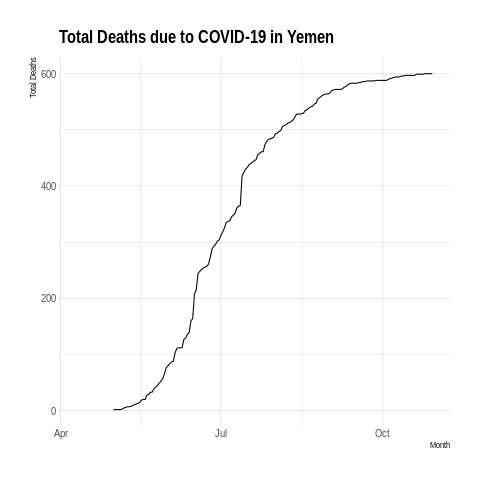 Total Deaths due to COVID-19 in Yemen
Total Deaths
600
400
200
0
Apr
Jul
Oct
Month